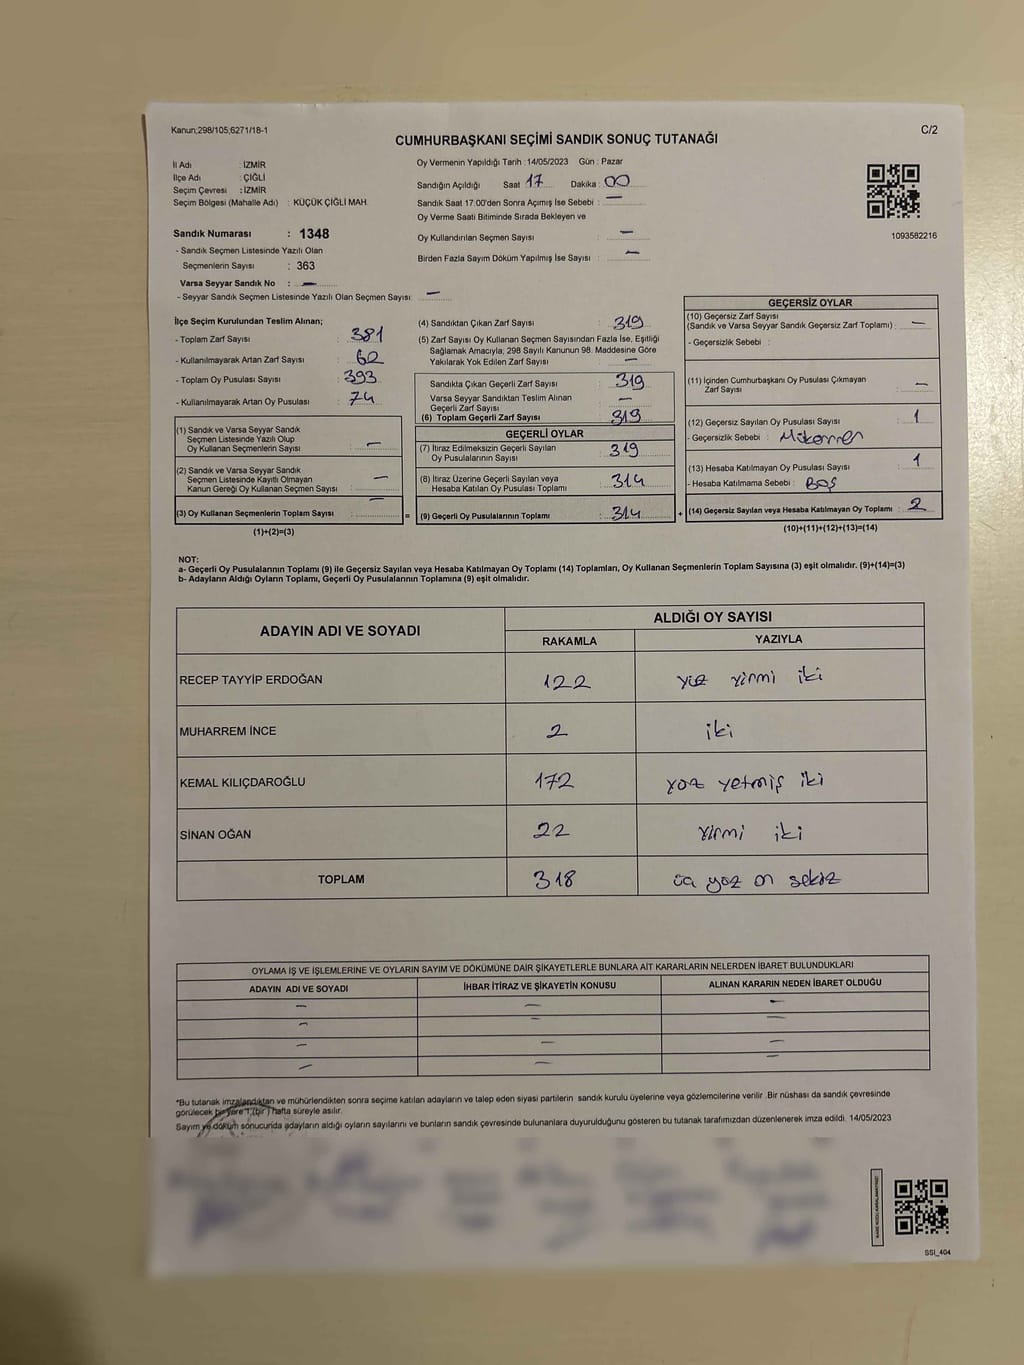 Kanun;298/105,6271/18-1
C/2
CUMHURBAŞKANI SEÇİMİ SANDIK SONUÇ TUTANAĞI
İl Adı : İZMİR
İlçe Adı : ÇİĞLİ
Seçim Çevresi : İZMİR
Seçim Bölgesi (Mahalle Adı) : KÜÇÜK ÇİĞLİ MAH.
Sandık Numarası : 1348
- Sandık Seçmen Listesinde Yazılı Olan
Seçmenlerin Sayısı : 363
Varsa Seyyar Sandık No : —
- Seyyar Sandık Seçmen Listesinde Yazılı Olan Seçmen Sayısı: —
Oy Vermenin Yapıldığı Tarih : 14/05/2023 Gün : Pazar
Sandığın Açıldığı Saat : 17 Dakika : 00
Sandık Saat 17:00'den Sonra Açımış İse Sebebi : —
Oy Verme Saati Bitiminde Sırada Bekleyen ve
Oy Kullandırılan Seçmen Sayısı : —
Birden Fazla Sayım Döküm Yapılmış İse Sayısı : —
1093582216
İlçe Seçim Kurulundan Teslim Alınan;
- Toplam Zarf Sayısı : 381
- Kullanılmayarak Artan Zarf Sayısı : 62
- Toplam Oy Pusulası Sayısı : 393
- Kullanılmayarak Artan Oy Pusulası : 74
(1) Sandık ve Varsa Seyyar Sandık
Seçmen Listesinde Yazılı Olup
Oy Kullanan Seçmenlerin Sayısı : —
(2) Sandık ve Varsa Seyyar Sandık
Seçmen Listesinde Kayıtlı Olmayan
Kanun Gereği Oy Kullanan Seçmen Sayısı : —
(3) Oy Kullanan Seçmenlerin Toplam Sayısı : —
(1)+(2)=(3)
(4) Sandıktan Çıkan Zarf Sayısı : 319
(5) Zarf Sayısı Oy Kullanan Seçmen Sayısından Fazla İse, Eşitliği
Sağlamak Amacıyla, 298 Sayılı Kanunun 98. Maddesine Göre
Yakılarak Yok Edilen Zarf Sayısı : —
Sandıkta Çıkan Geçerli Zarf Sayısı : 319
Varsa Seyyar Sandıktan Teslim Alınan
Geçerli Zarf Sayısı : —
(6) Toplam Geçerli Zarf Sayısı : 319
GEÇERLİ OYLAR
(7) İtiraz Edilmeksizin Geçerli Sayılan
Oy Pusulalarının Sayısı : 319
(8) İtiraz Üzerine Geçerli Sayılan veya
Hesaba Katılan Oy Pusulası Toplamı : 314
= (9) Geçerli Oy Pusulalarının Toplamı : 314 +
GEÇERSİZ OYLAR
(10) Geçersiz Zarf Sayısı
(Sandık ve Varsa Seyyar Sandık Geçersiz Zarf Toplamı) : —
- Geçersizlik Sebebi :
(11) İçinden Cumhurbaşkanı Oy Pusulası Çıkmayan
Zarf Sayısı : —
(12) Geçersiz Sayılan Oy Pusulası Sayısı : 1
- Geçersizlik Sebebi : Mükerrer
(13) Hesaba Katılmayan Oy Pusulası Sayısı : 1
- Hesaba Katılmama Sebebi : Boş
(14) Geçersiz Sayılan veya Hesaba Katılmayan Oy Toplamı : 2
(10)+(11)+(12)+(13)=(14)
NOT:
a- Geçerli Oy Pusulalarının Toplamı (9) ile Geçersiz Sayılan veya Hesaba Katılmayan Oy Toplamı (14) Toplamları, Oy Kullanan Seçmenlerin Toplam Sayısına (3) eşit olmalıdır. (9)+(14)=(3)
b- Adayların Aldığı Oyların Toplamı, Geçerli Oy Pusulalarının Toplamına (9) eşit olmalıdır.
ADAYIN ADI VE SOYADI ALDIĞI OY SAYISI
RAKAMLA YAZIYLA
RECEP TAYYİP ERDOĞAN 122 yüz yirmi iki
MUHARREM İNCE 2 iki
KEMAL KILIÇDAROĞLU 172 yüz yetmiş iki
SİNAN OĞAN 22 yirmi iki
TOPLAM 318 üç yüz on sekiz
OYLAMA İŞ VE İŞLEMLERİNE VE OYLARIN SAYIM VE DÖKÜMÜNE DAİR ŞİKAYETLERLE BUNLARA AİT KARARLARIN NELERDEN İBARET BULUNDUKLARI
ADAYIN ADI VE SOYADI İHBAR İTİRAZ VE ŞİKAYETİN KONUSU ALINAN KARARIN NEDEN İBARET OLDUĞU
— — —
— — —
— — —
— — —
*Bu tutanak imzalandıktan ve mühürlendikten sonra seçime katılan adayların ve talep eden siyasi partilerin sandık kurulu üyelerine veya gözlemcilerine verilir. Bir nüshası da sandık çevresinde
görülecek bir yere 1 (bir) hafta süreyle asılır.
Sayım ve döküm sonucunda adayların aldığı oyların sayılarını ve bunların sandık çevresinde bulunanlara duyurulduğunu gösteren bu tutanak tarafımızdan düzenlenerek imza edildi. 14/05/2023
SSİ_404